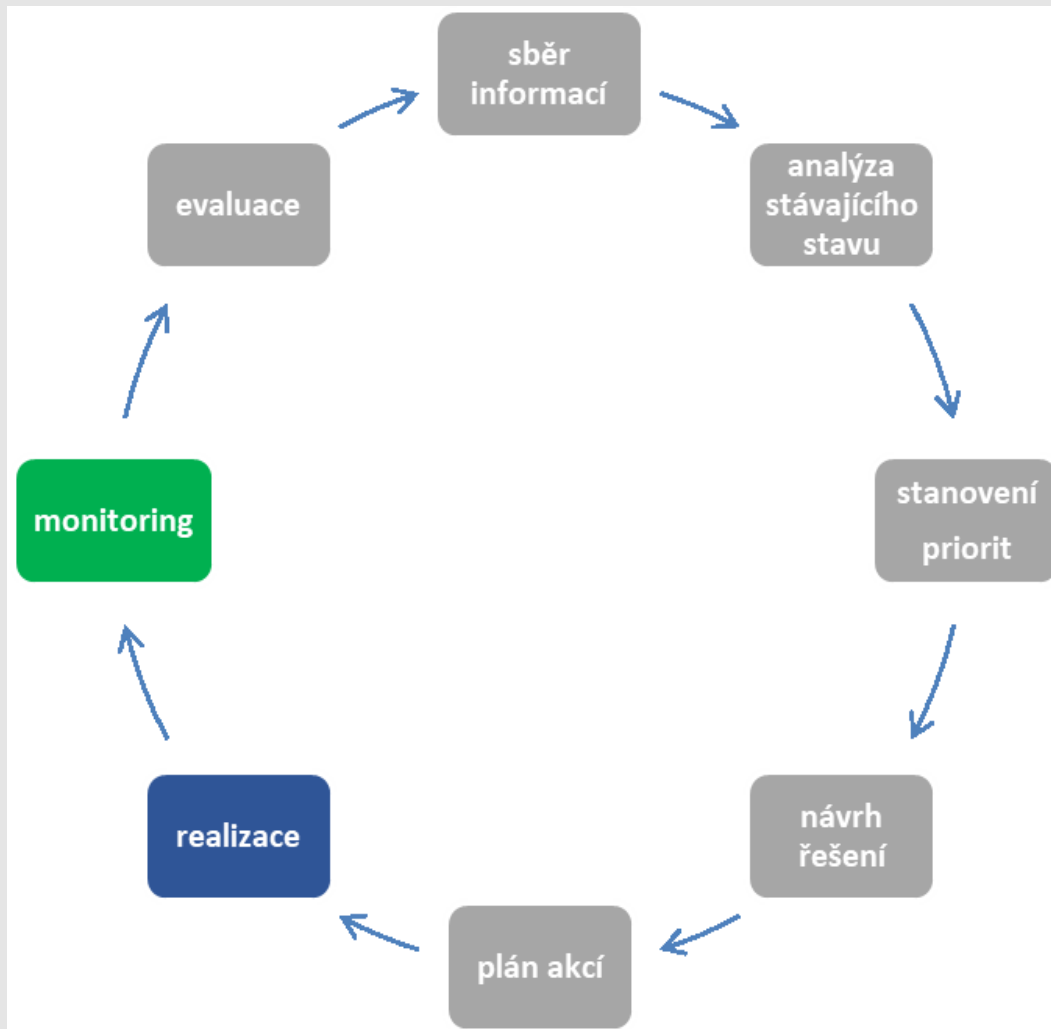 sběr
informací
analýza
stávajícího
stavu
stanovení
priorit
návrh
řešení
plán akcí
realizace
monitoring
evaluace